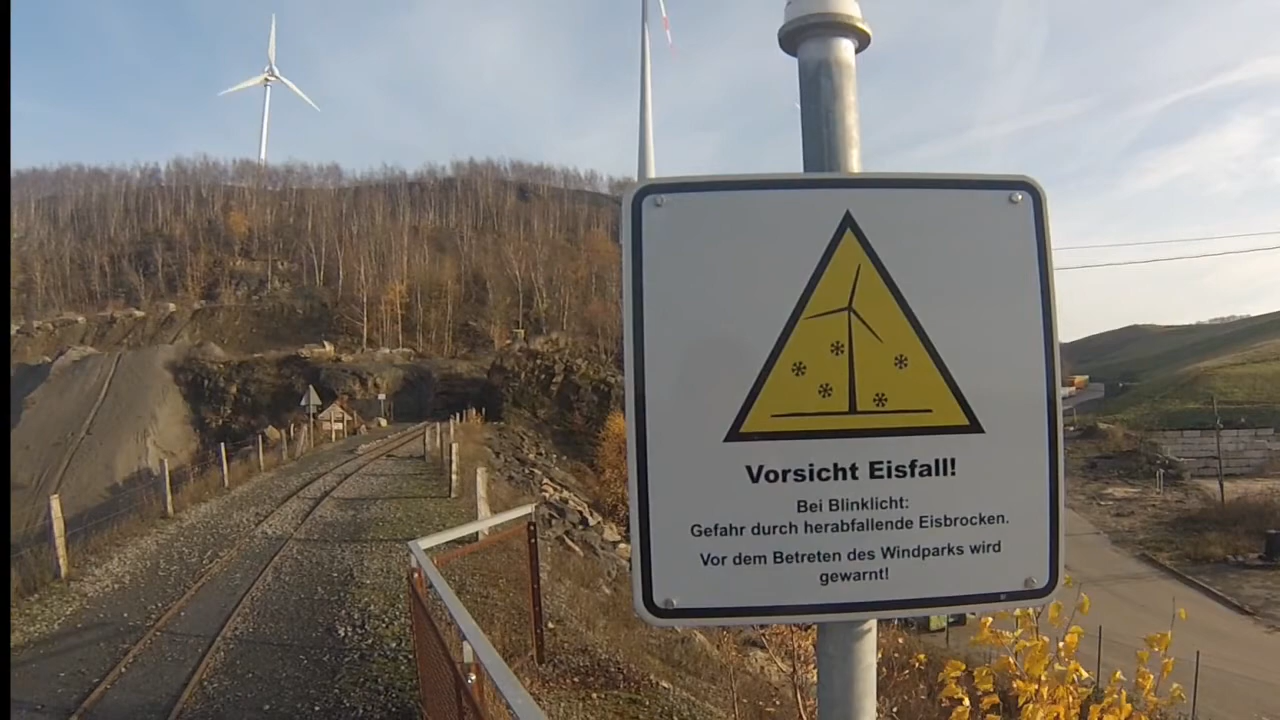 Vorsicht Eisfall!
Bei Blinklicht:
Gefahr durch herabfallende Eisbrocken.
Vor dem Betreten des Windparks wird
gewarnt!